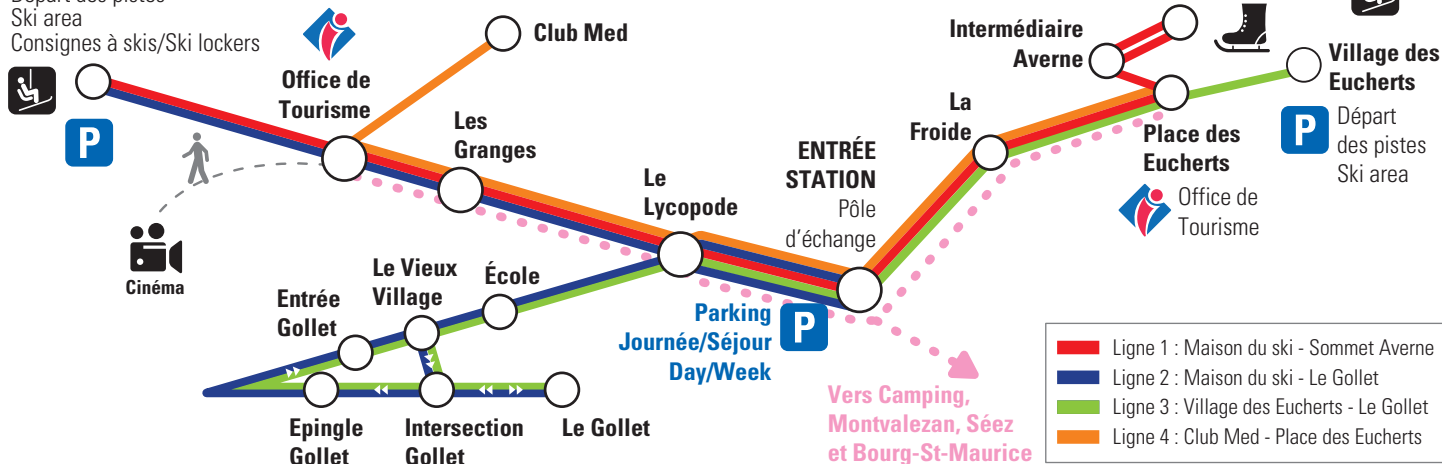 Départ des pistes
Ski area
Consignes à skis/Ski lockers
P
Cinéma
Office de
Tourisme
Club Med
Les
Granges
Le
Lycopode
ENTRÉE
STATION
Pôle
d'échange
La
Froide
Intermédiaire
Averne
Place des
Eucherts
Office de
Tourisme
Village des
Eucherts
P
Départ
des pistes
Ski area
Entrée
Gollet
Le Vieux
Village
École
Epingle
Gollet
Intersection
Gollet
Le Gollet
Parking
Journée/Séjour
Day/Week
P
Vers Camping,
Montvalezan, Séez
et Bourg-St-Maurice
Ligne 1 : Maison du ski - Sommet Averne
Ligne 2 : Maison du ski - Le Gollet
Ligne 3 : Village des Eucherts - Le Gollet
Ligne 4 : Club Med - Place des Eucherts